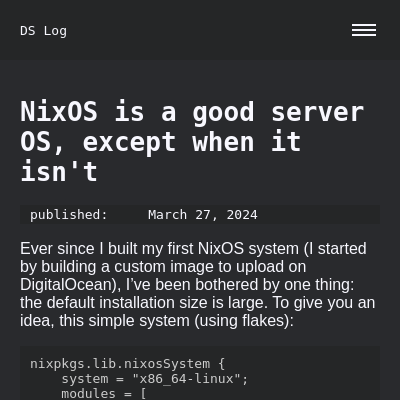 DS Log
NixOS is a good server
OS, except when it
isn't
published: March 27, 2024
Ever since I built my first NixOS system (I started
by building a custom image to upload on
DigitalOcean), I've been bothered by one thing:
the default installation size is large. To give you an
idea, this simple system (using flakes):
nixpkgs.lib.nixosSystem {
    system = "x86_64-linux";
    modules = [